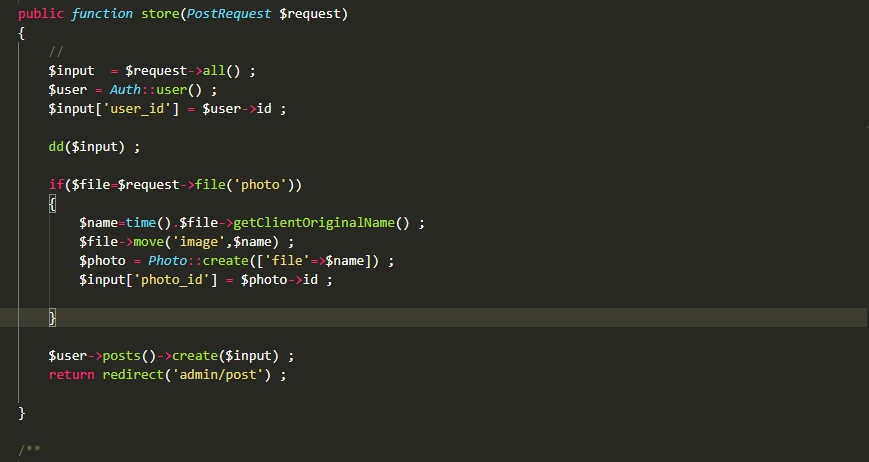 public function store(PostRequest $request)
{
//
$input  = $request->all() ;
$user = Auth::user() ;
$input['user_id'] = $user->id ;
dd($input) ;
if($file=$request->file('photo'))
{
$name=time().$file->getClientOriginalName() ;
$file->move('image',$name) ;
$photo = Photo::create(['file'=>$name]) ;
$input['photo_id'] = $photo->id ;
}
$user->posts()->create($input) ;
return redirect('admin/post') ;
}
/**